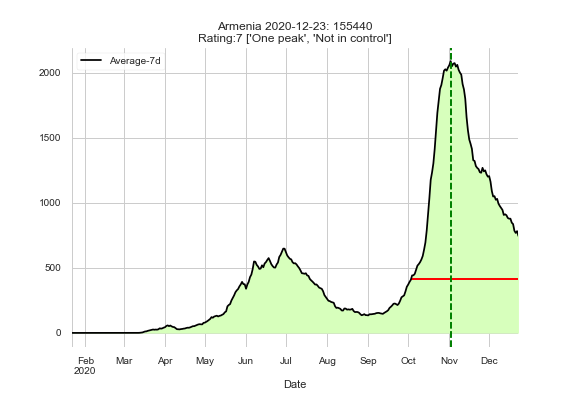 Armenia 2020-12-23: 155440
Rating:7 ['One peak', 'Not in control']
Average-7d
2000
1500
1000
500
0
Feb Mar Apr May Jun Jul Aug Sep Oct Nov Dec
2020
Date